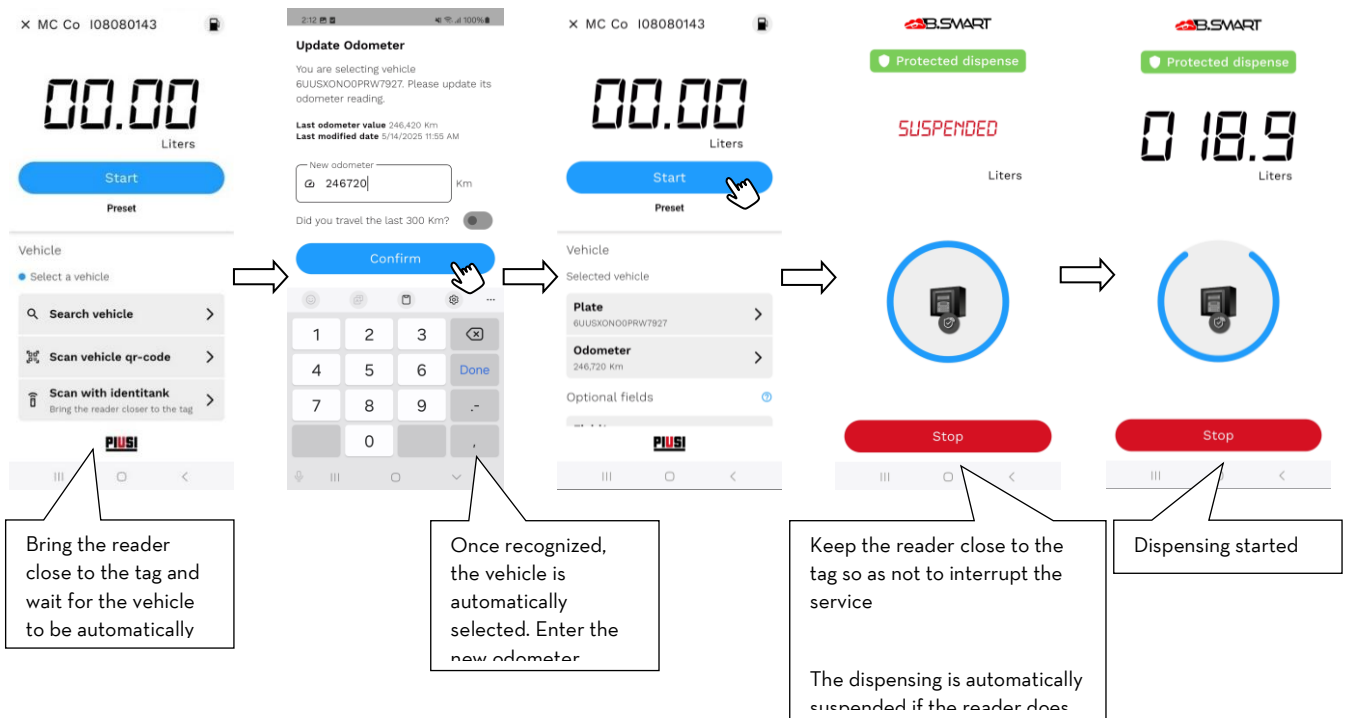 MC Co I08080143
00.00
Liters
Start
Preset
Vehicle
Select a vehicle
Search vehicle
Scan vehicle qr-code
Scan with identitank
Bring the reader closer to the tag
PIUSI
Bring the reader
close to the tag and
wait for the vehicle
to be automatically
2:12
100%
Update Odometer
You are selecting vehicle
6UUSXONO0PRW7927. Please update its
odometer reading.
Last odometer value 246,420 Km
Last modified date 5/14/2025 11:55 AM
New odometer
246720
Km
Did you travel the last 300 Km?
Confirm
1 2 3
4 5 6 Done
7 8 9 .-
0 ,
Once recognized,
the vehicle is
automatically
selected. Enter the
new odometer
MC Co I08080143
00.00
Liters
Start
Preset
Vehicle
Selected vehicle
Plate
6UUSXONO0PRW7927
Odometer
246,720 Km
Optional fields
PIUSI
B.SMART
Protected dispense
SUSPENDED
Liters
Stop
Keep the reader close to the
tag so as not to interrupt the
service
The dispensing is automatically
suspended if the reader does
B.SMART
Protected dispense
018.9
Liters
Stop
Dispensing started